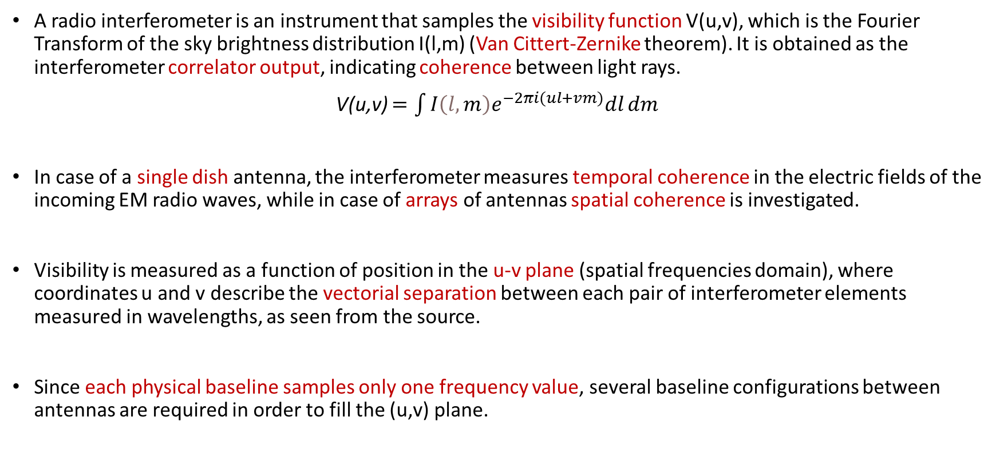 • A radio interferometer is an instrument that samples the visibility function V(u,v), which is the Fourier
Transform of the sky brightness distribution I(l,m) (Van Cittert-Zernike theorem). It is obtained as the
interferometer correlator output, indicating coherence between light rays.
V(u,v) = ∫ I(l, m)e^{−2πi(ul+vm)} dl dm
• In case of a single dish antenna, the interferometer measures temporal coherence in the electric fields of the
incoming EM radio waves, while in case of arrays of antennas spatial coherence is investigated.
• Visibility is measured as a function of position in the u-v plane (spatial frequencies domain), where
coordinates u and v describe the vectorial separation between each pair of interferometer elements
measured in wavelengths, as seen from the source.
• Since each physical baseline samples only one frequency value, several baseline configurations between
antennas are required in order to fill the (u,v) plane.